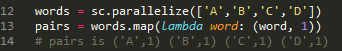 12 words = sc.parallelize(['A','B','C','D'])
13 pairs = words.map(lambda word: (word, 1))
14 # pairs is ('A',1) ('B',1) ('C',1) ('D',1)